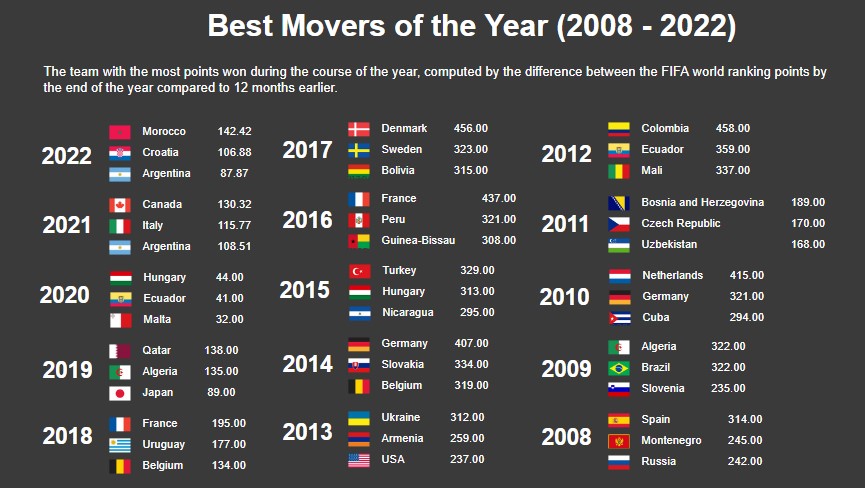 Best Movers of the Year (2008 - 2022)
The team with the most points won during the course of the year, computed by the difference between the FIFA world ranking points by
the end of the year compared to 12 months earlier.
2022
Morocco 142.42
Croatia 106.88
Argentina 87.87
2021
Canada 130.32
Italy 115.77
Argentina 108.51
2020
Hungary 44.00
Ecuador 41.00
Malta 32.00
2019
Qatar 138.00
Algeria 135.00
Japan 89.00
2018
France 195.00
Uruguay 177.00
Belgium 134.00
2017
Denmark 456.00
Sweden 323.00
Bolivia 315.00
2016
France 437.00
Peru 321.00
Guinea-Bissau 308.00
2015
Turkey 329.00
Hungary 313.00
Nicaragua 295.00
2014
Germany 407.00
Slovakia 334.00
Belgium 319.00
2013
Ukraine 312.00
Armenia 259.00
USA 237.00
2012
Colombia 458.00
Ecuador 359.00
Mali 337.00
2011
Bosnia and Herzegovina 189.00
Czech Republic 170.00
Uzbekistan 168.00
2010
Netherlands 415.00
Germany 321.00
Cuba 294.00
2009
Algeria 322.00
Brazil 322.00
Slovenia 235.00
2008
Spain 314.00
Montenegro 245.00
Russia 242.00